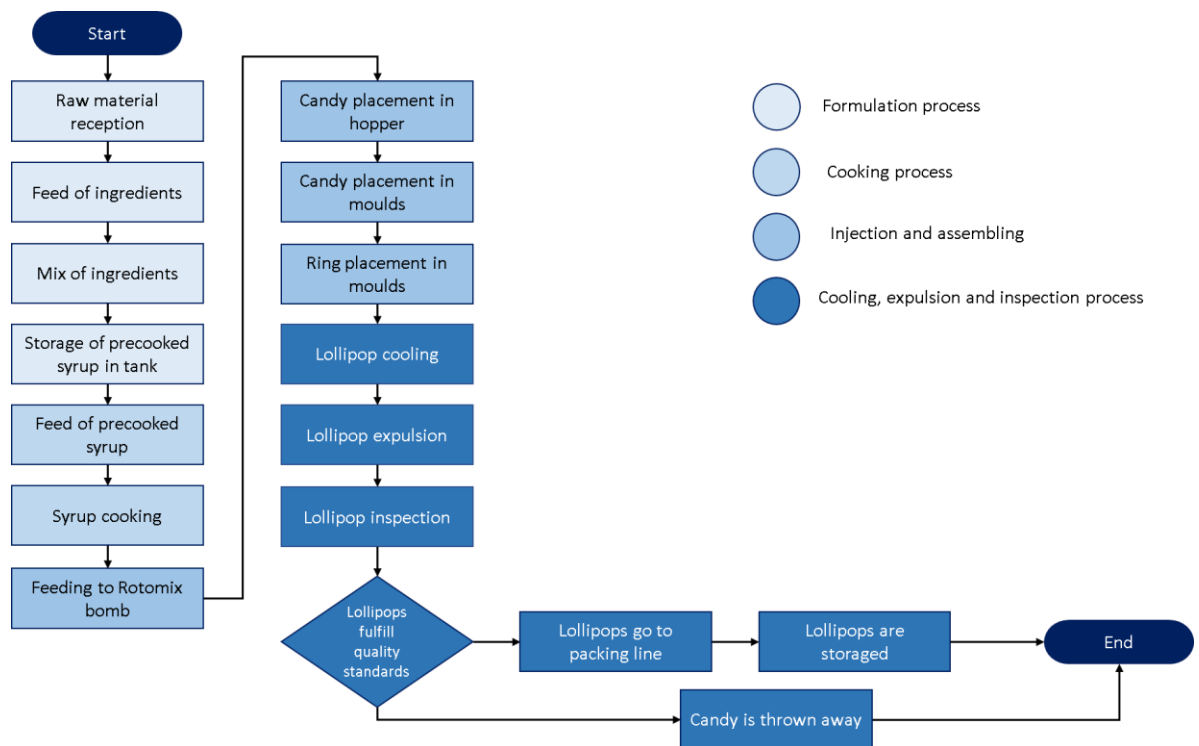 Start
Raw material
reception
Feed of ingredients
Mix of ingredients
Storage of precooked
syrup in tank
Feed of precooked
syrup
Syrup cooking
Feeding to Rotomix
bomb
Candy placement in
hopper
Candy placement in
moulds
Ring placement in
moulds
Lollipop cooling
Lollipop expulsion
Lollipop inspection
Lollipops
fulfill
quality
standards
Lollipops go to
packing line
Lollipops are
storaged
End
Candy is thrown away
Formulation process
Cooking process
Injection and assembling
Cooling, expulsion and inspection process